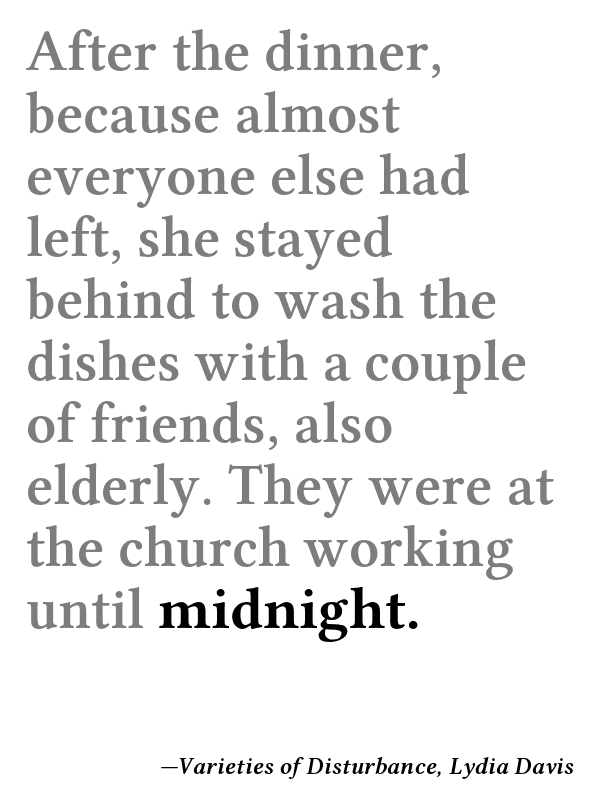 After the dinner,
because almost
everyone else had
left, she stayed
behind to wash the
dishes with a couple
of friends, also
elderly. They were at
the church working
until midnight.
—Varieties of Disturbance, Lydia Davis